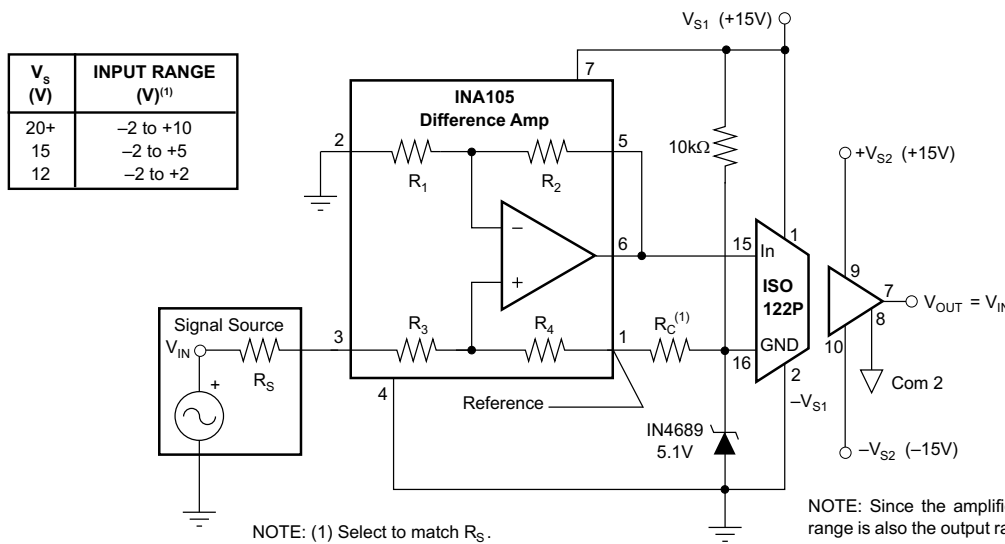 V_S1 (+15V)
V_S (V) INPUT RANGE (V)(1)
20+ –2 to +10
15 –2 to +5
12 –2 to +2
INA105
Difference Amp
7
2
R1
R2
5
10kΩ
+VS2 (+15V)
–
+
6
15
In
1
ISO
122P
9
7
VOUT = VIN
8
10
Signal Source
VIN
RS
+
3
R3
R4
1
RC(1)
GND
16
2
–VS1
Com 2
4
Reference
IN4689
5.1V
–VS2 (–15V)
NOTE: (1) Select to match RS.
NOTE: Since the amplifi
range is also the output ra